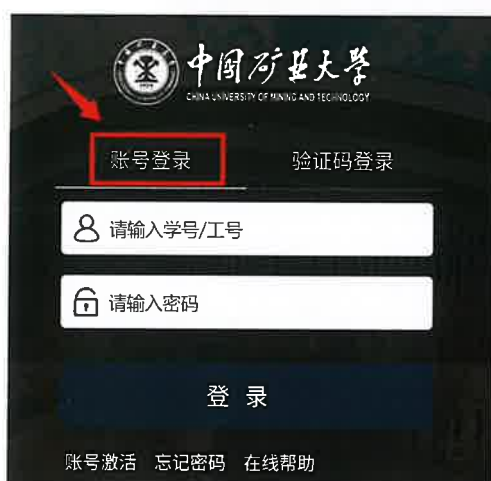 中国矿业大学
CHINA UNIVERSITY OF MINING AND TECHNOLOGY
账号登录 验证码登录
请输入学号/工号
请输入密码
登 录
账号激活 忘记密码 在线帮助